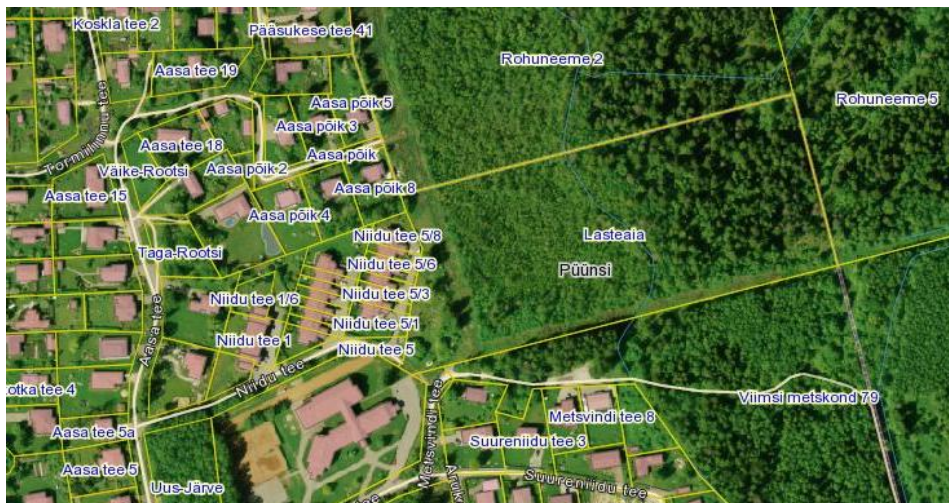 Koskla tee 2
Pääsukese tee 41
Rohuneeme 2
Aasa tee 19
Rohuneeme 5
Aasa põik 5
Aasa põik 3
Tormilinnu tee
Aasa tee 18
Aasa põik
Väike-Rootsi
Aasa põik 2
Aasa põik 8
Aasa tee 15
Aasa põik 4
Niidu tee 5/8
Lasteaia
Taga-Rootsi
Niidu tee 5/6
Püünsi
Niidu tee 5/3
Niidu tee 1/6
Aasa tee
Niidu tee 5/1
Niidu tee 1
Niidu tee 5
Niidu tee
otka tee 4
Metsvindi tee
Viimsi metskond 79
Metsvindi tee 8
Aasa tee 5a
Suureniidu tee 3
Aasa tee 5
Uus-Järve
Suureniidu tee